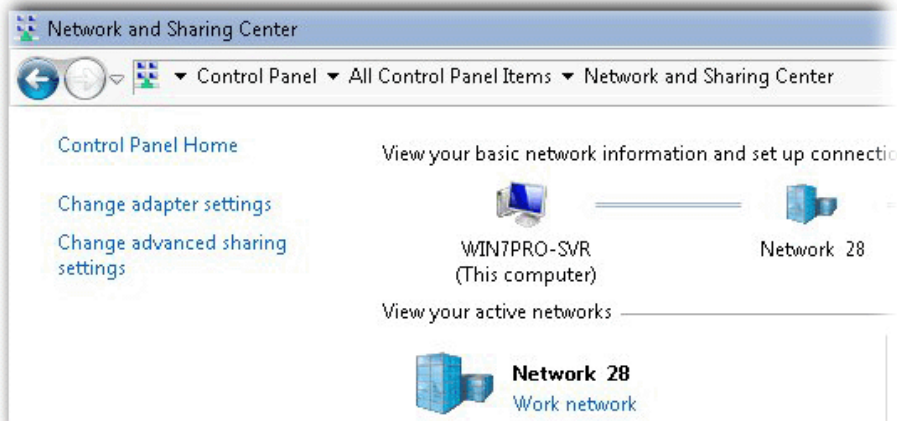 Network and Sharing Center
Control Panel ▾ All Control Panel Items ▾ Network and Sharing Center
Control Panel Home
View your basic network information and set up
Change adapter settings
Change advanced sharing
settings
WIN7PRO-SVR
(This computer)
Network 28
View your active networks
Network 28
Work network